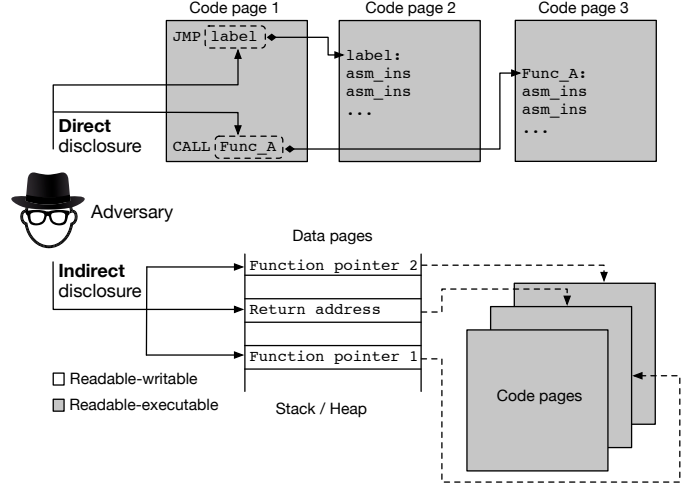 Code page 1
Code page 2
Code page 3
JMP label
label:
asm_ins
asm_ins
...
Func_A:
asm_ins
asm_ins
...
Direct
disclosure
CALL Func_A
Adversary
Data pages
Indirect
disclosure
Function pointer 2
Return address
Function pointer 1
Readable-writable
Readable-executable
Stack / Heap
Code pages